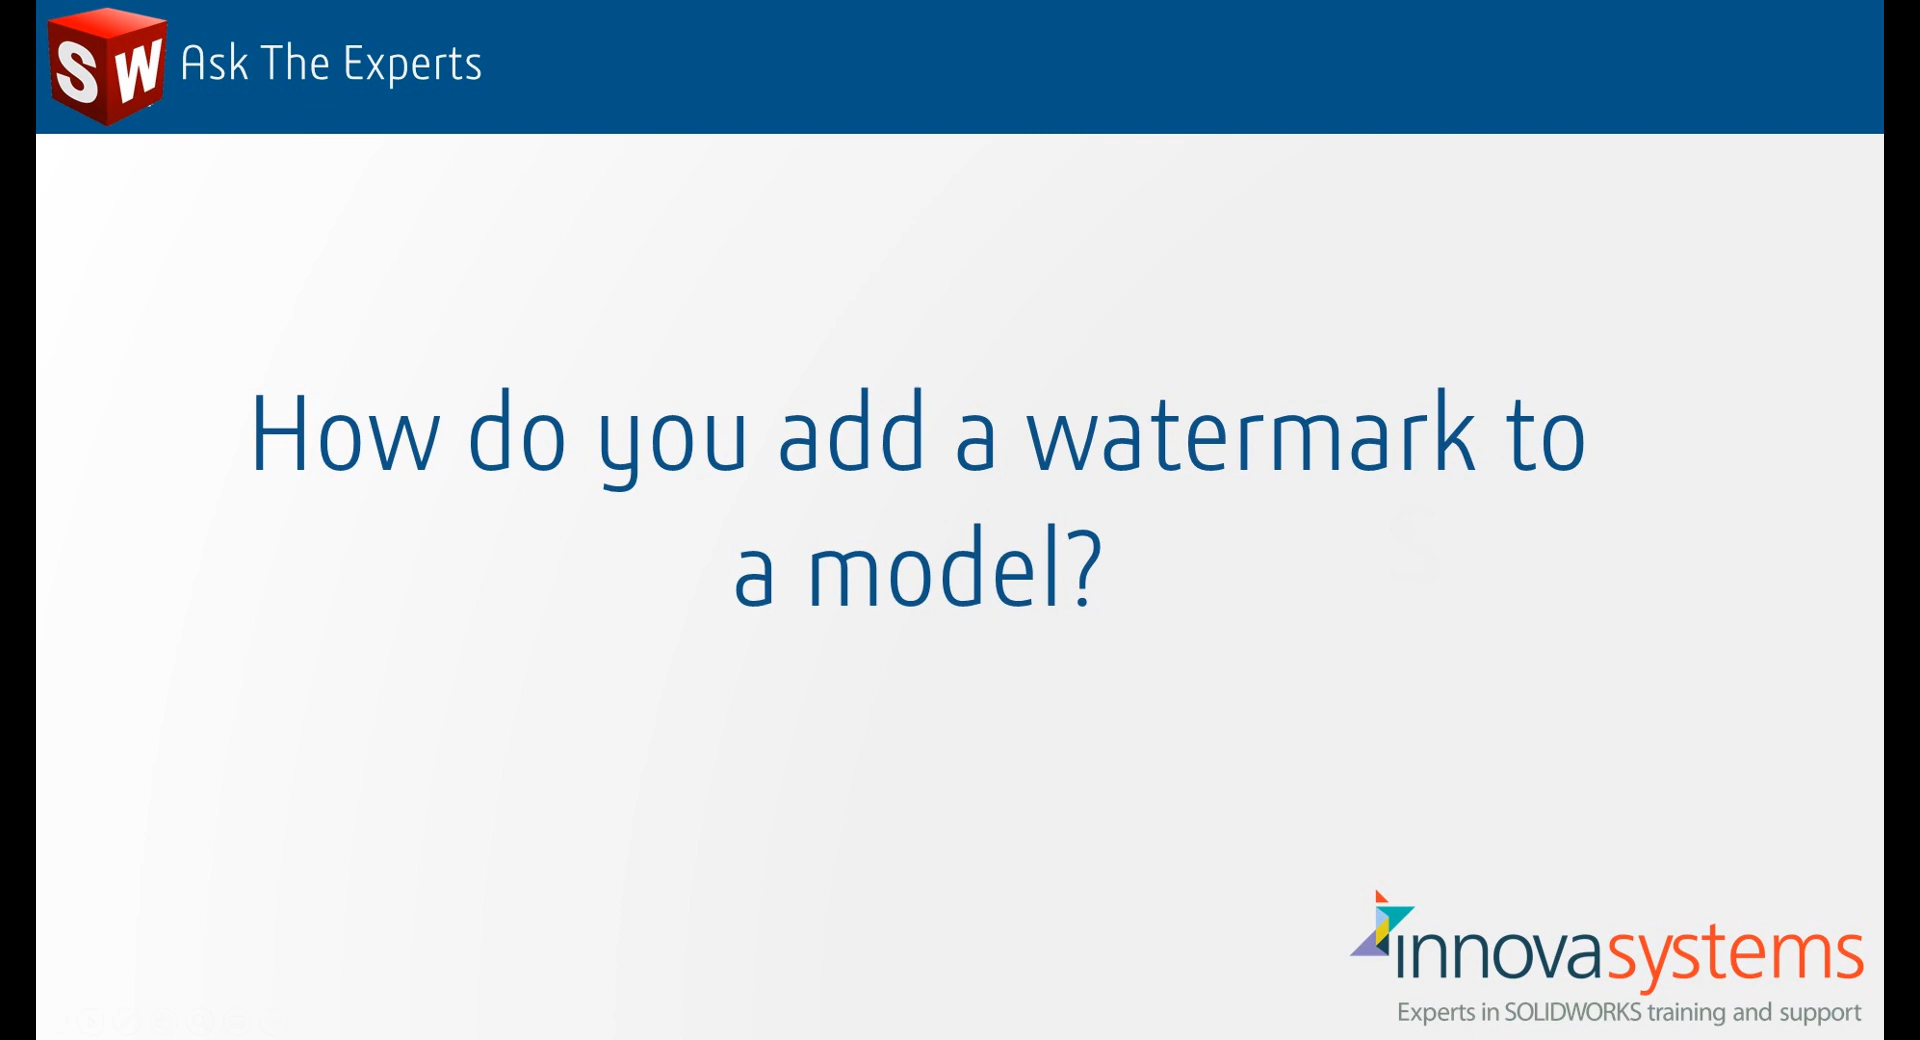 SW
Ask The Experts
How do you add a watermark to
a model?
innovasystems
Experts in SOLIDWORKS training and support